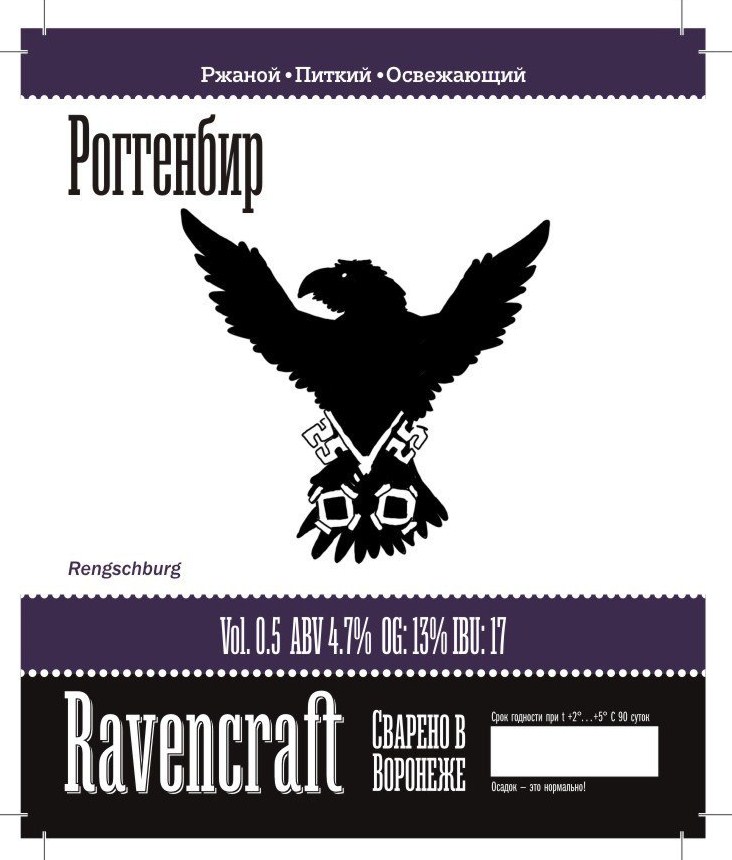 Ржаной • Питкий • Освежающий
Роггенбир
Rengschburg
Vol. 0.5 ABV 4.7% OG: 13% IBU: 17
Ravencraft
Сварено в
Воронеже
Срок годности при t +2°...+5° С 90 суток
Осадок – это нормально!